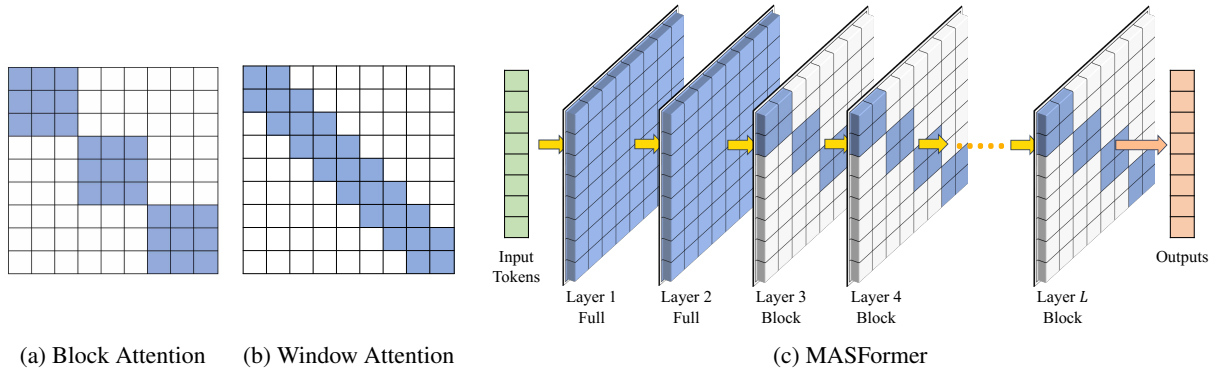 Input
Tokens
Layer 1
Full
Layer 2
Full
Layer 3
Block
Layer 4
Block
Layer L
Block
Outputs
(a) Block Attention
(b) Window Attention
(c) MASFormer